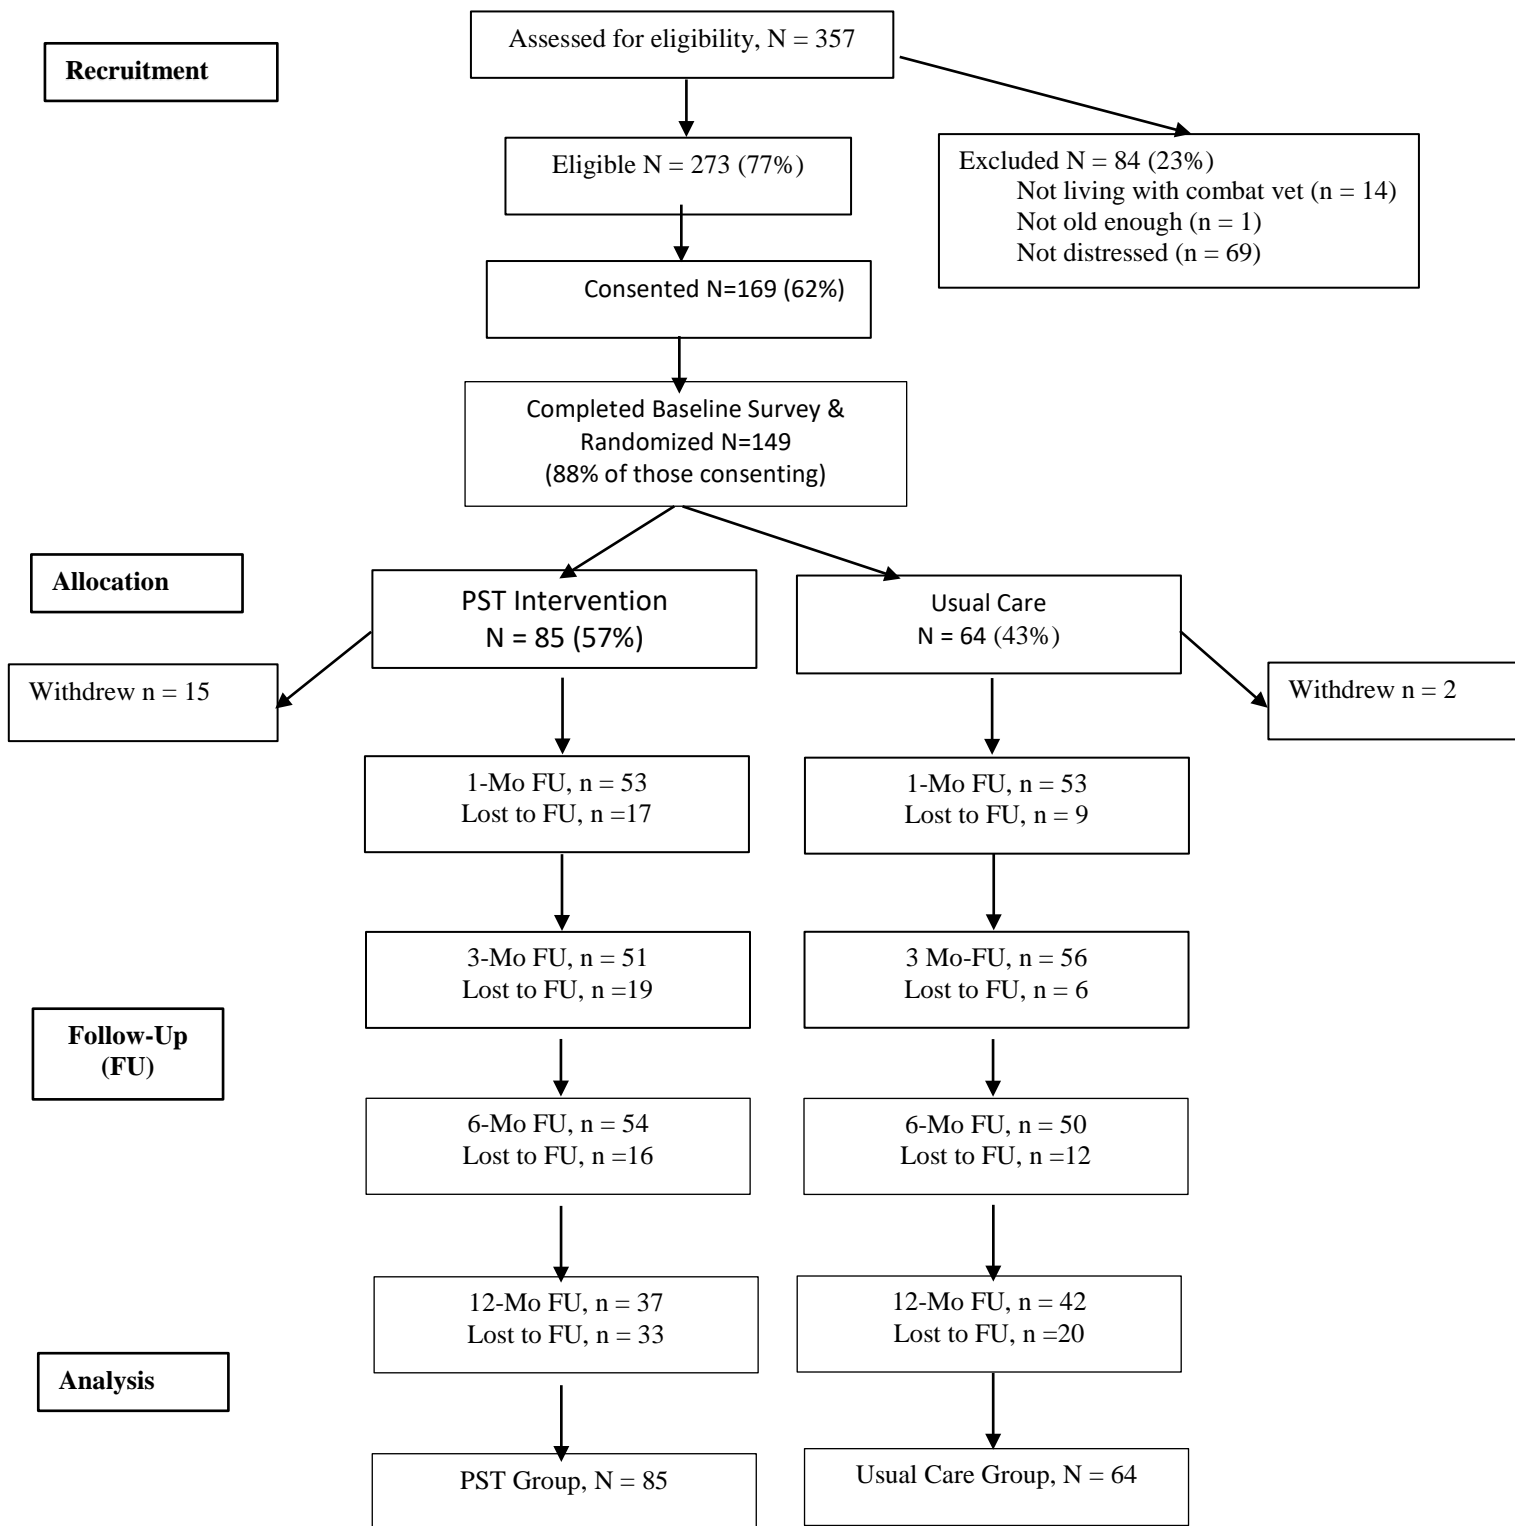 Assessed for eligibility, N = 357
Recruitment
Eligible N = 273 (77%)
Excluded N = 84 (23%)
Not living with combat vet (n = 14)
Not old enough (n = 1)
Not distressed (n = 69)
Consented N=169 (62%)
Completed Baseline Survey &
Randomized N=149
(88% of those consenting)
Allocation
PST Intervention
N = 85 (57%)
Usual Care
N = 64 (43%)
Withdrew n = 15
Withdrew n = 2
1-Mo FU, n = 53
Lost to FU, n =17
1-Mo FU, n = 53
Lost to FU, n = 9
3-Mo FU, n = 51
Lost to FU, n =19
3 Mo-FU, n = 56
Lost to FU, n = 6
Follow-Up
(FU)
6-Mo FU, n = 54
Lost to FU, n =16
6-Mo FU, n = 50
Lost to FU, n =12
12-Mo FU, n = 37
Lost to FU, n = 33
12-Mo FU, n = 42
Lost to FU, n =20
Analysis
PST Group, N = 85
Usual Care Group, N = 64